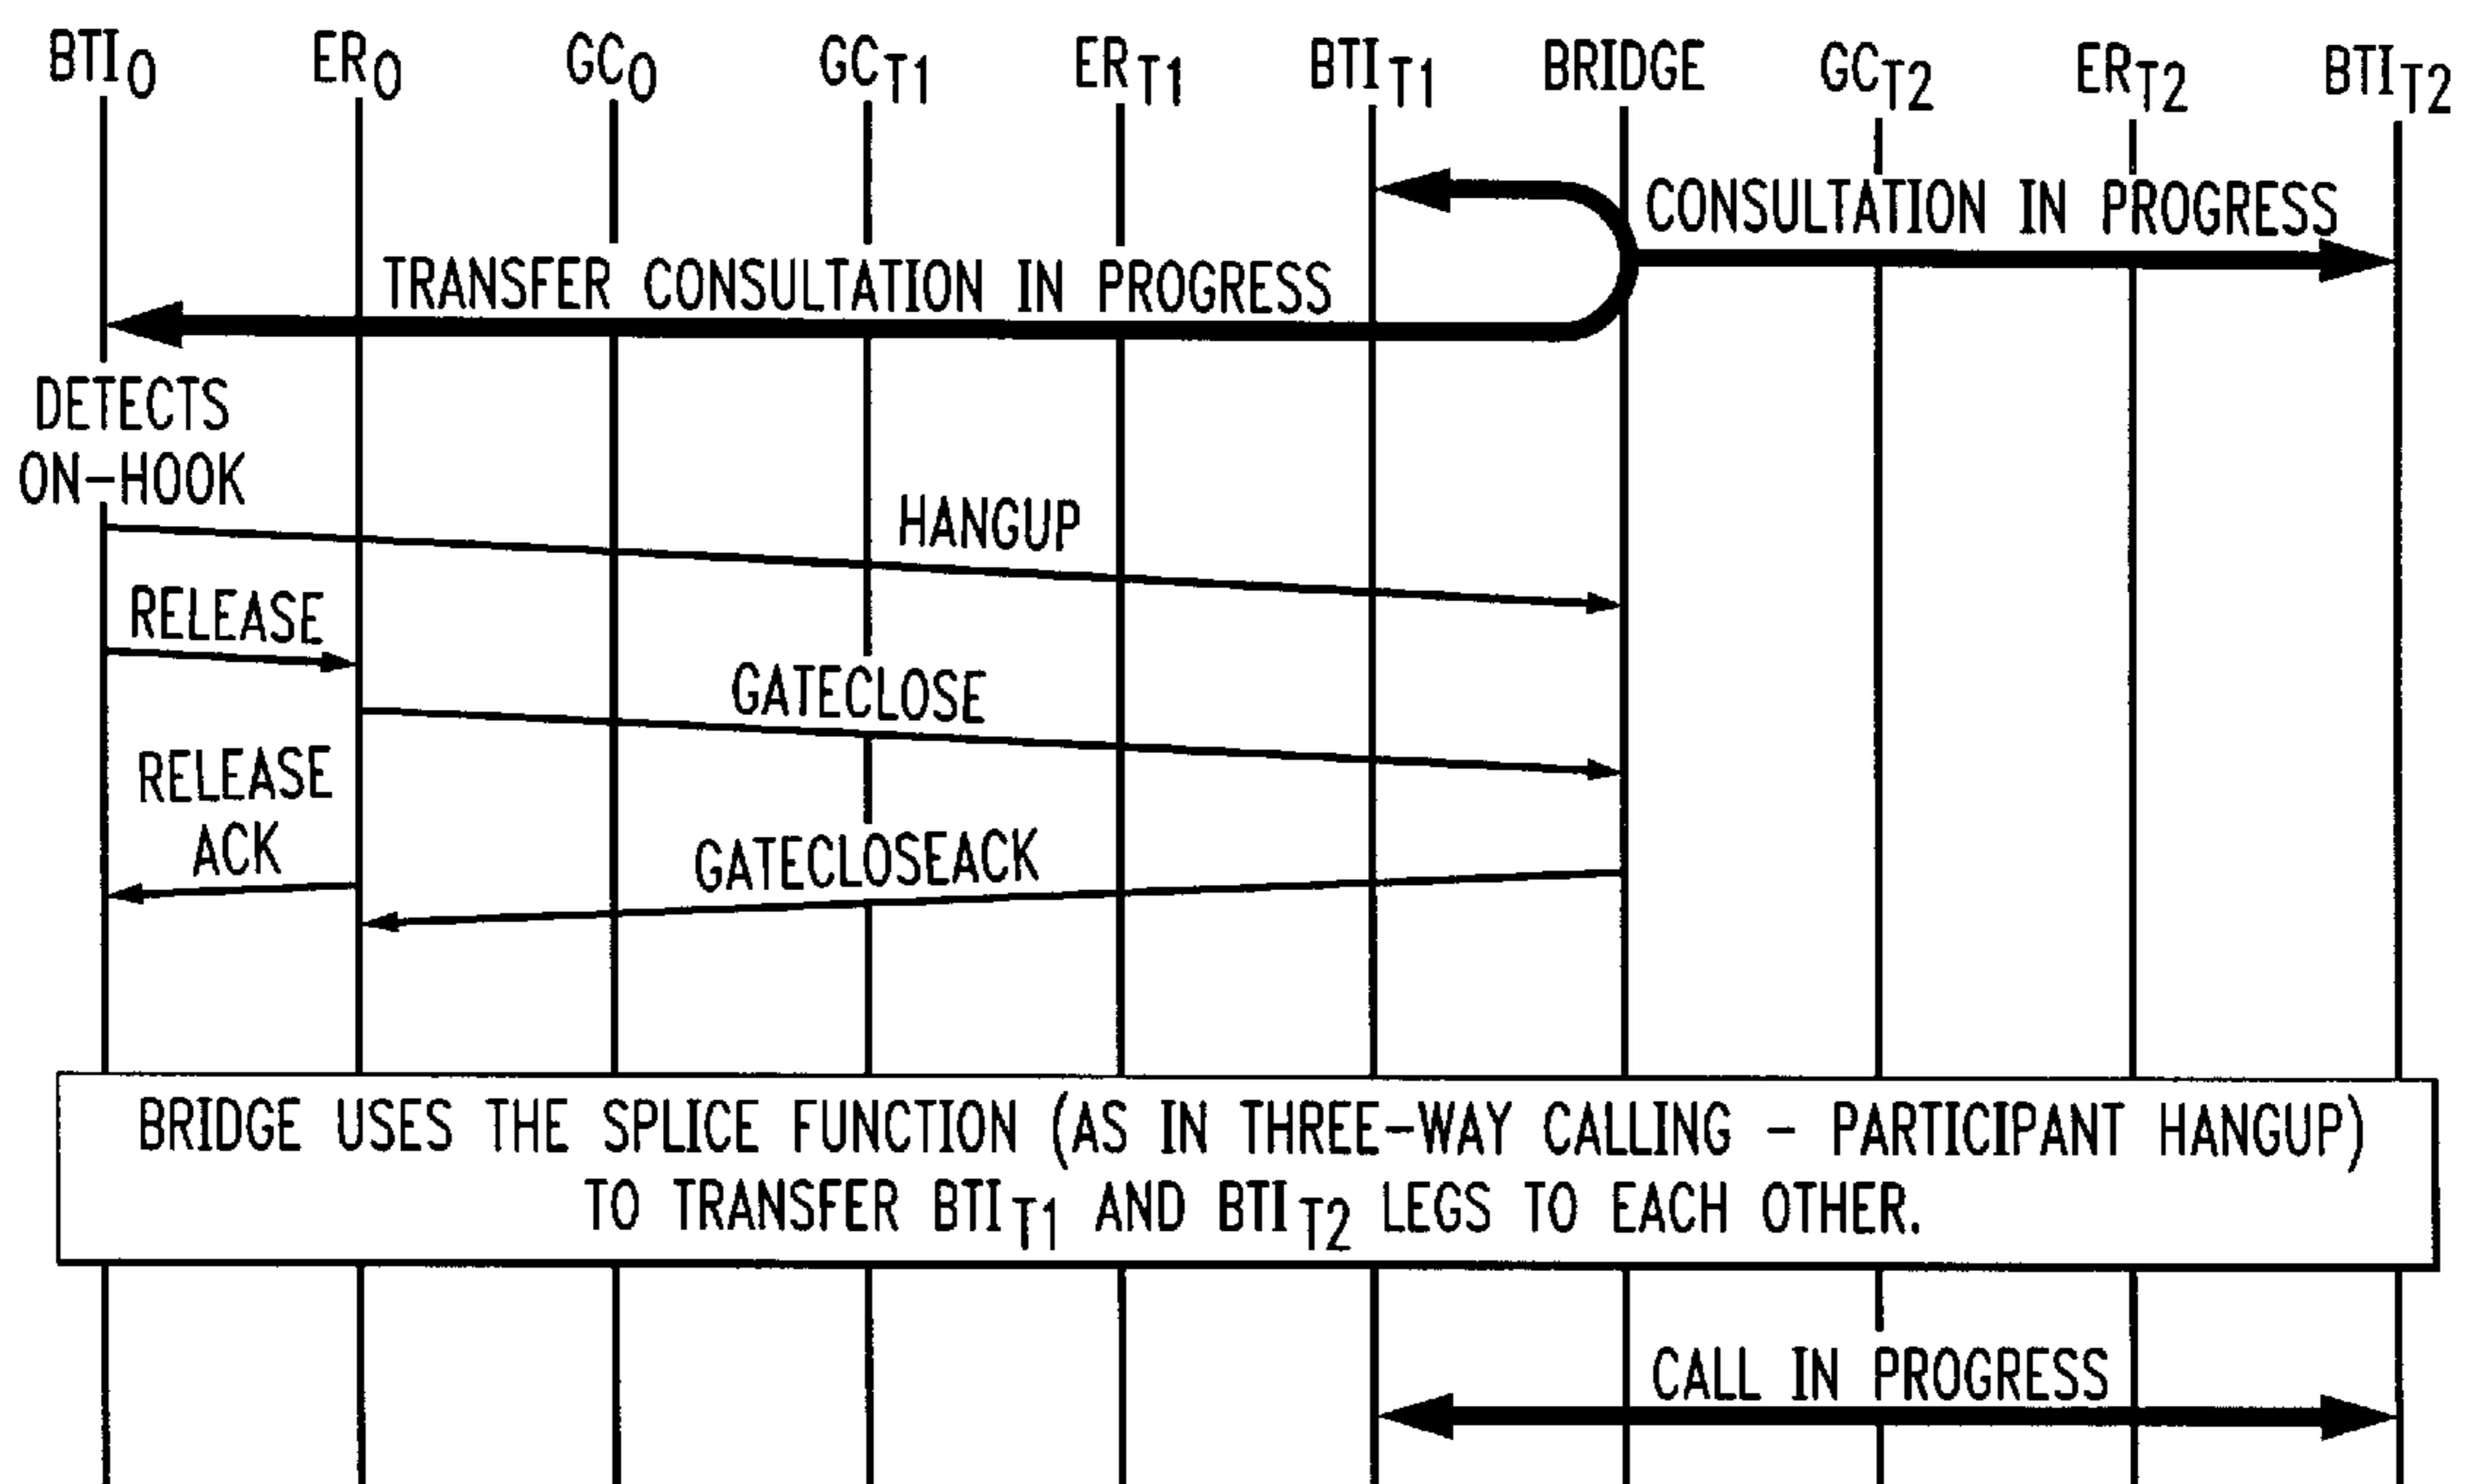 BTIO ERO GCO GCT1 ERT1 BTIT1 BRIDGE GCT2 ERT2 BTIT2
CONSULTATION IN PROGRESS
TRANSFER CONSULTATION IN PROGRESS
DETECTS
ON-HOOK
HANGUP
RELEASE
GATECLOSE
RELEASE
ACK
GATECLOSEACK
BRIDGE USES THE SPLICE FUNCTION (AS IN THREE-WAY CALLING - PARTICIPANT HANGUP)
TO TRANSFER BTIT1 AND BTIT2 LEGS TO EACH OTHER.
CALL IN PROGRESS